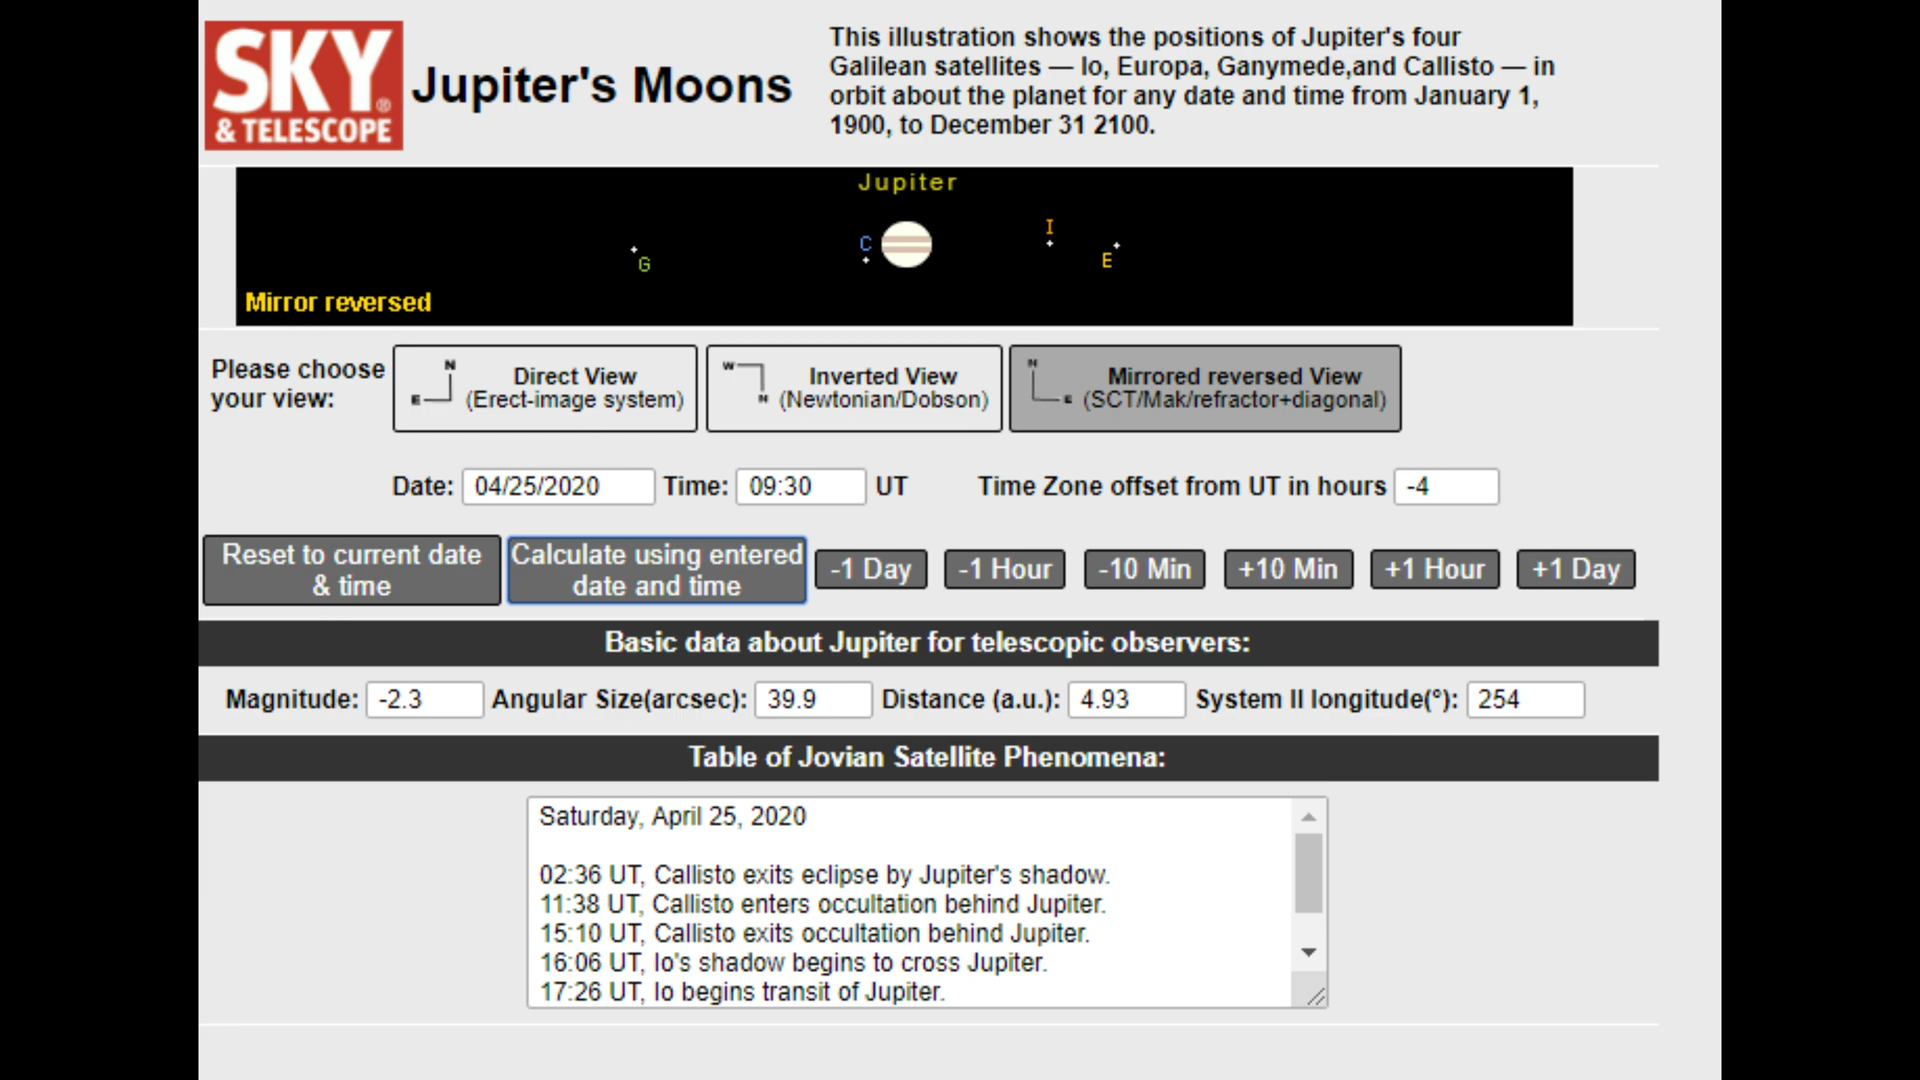 SKY
& TELESCOPE
®
Jupiter's Moons
This illustration shows the positions of Jupiter's four
Galilean satellites — Io, Europa, Ganymede,and Callisto — in
orbit about the planet for any date and time from January 1,
1900, to December 31 2100.
Jupiter
G
C
I
E
Mirror reversed
Please choose
your view:
N
E
Direct View
(Erect-image system)
W
N
Inverted View
(Newtonian/Dobson)
N
E
Mirrored reversed View
(SCT/Mak/refractor+diagonal)
Date: 04/25/2020 Time: 09:30 UT Time Zone offset from UT in hours -4
Reset to current date
& time
Calculate using entered
date and time
-1 Day
-1 Hour
-10 Min
+10 Min
+1 Hour
+1 Day
Basic data about Jupiter for telescopic observers:
Magnitude: -2.3 Angular Size(arcsec): 39.9 Distance (a.u.): 4.93 System II longitude(°): 254
Table of Jovian Satellite Phenomena:
Saturday, April 25, 2020
02:36 UT, Callisto exits eclipse by Jupiter's shadow.
11:38 UT, Callisto enters occultation behind Jupiter.
15:10 UT, Callisto exits occultation behind Jupiter.
16:06 UT, Io's shadow begins to cross Jupiter.
17:26 UT, Io begins transit of Jupiter.